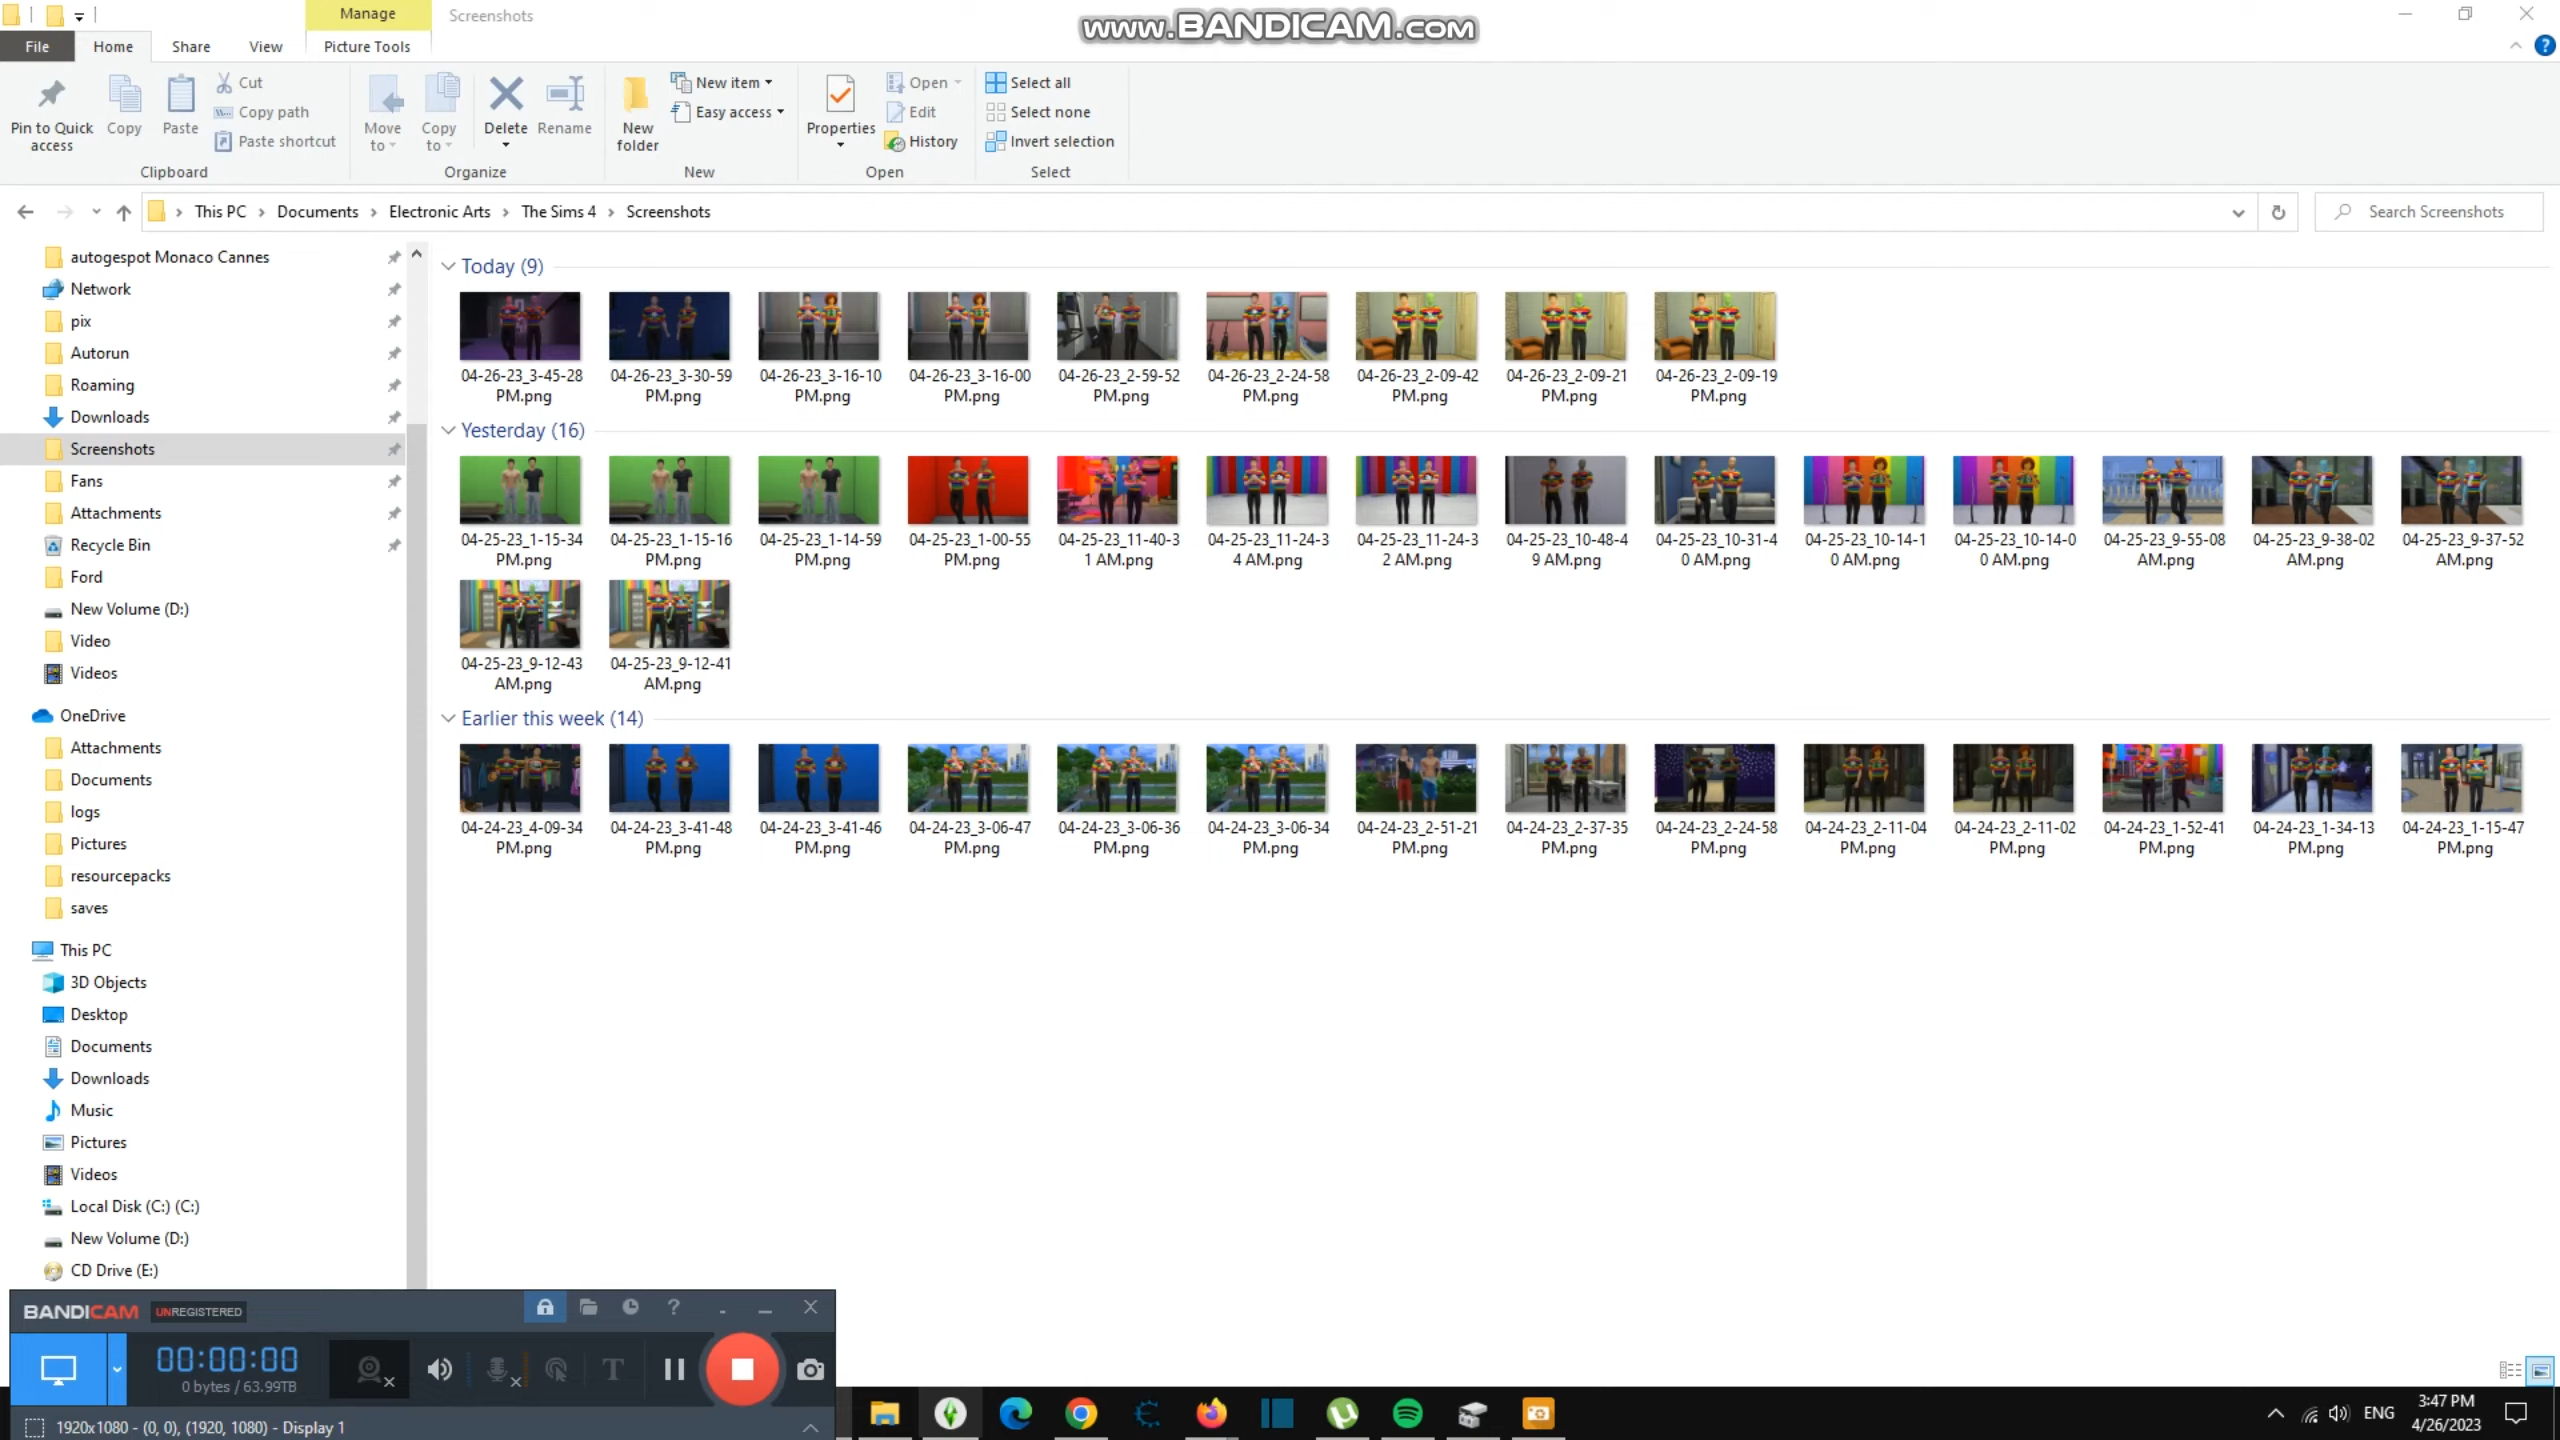 Manage
Screenshots
www.BANDICAM.com
File
Home
Share
View
Picture Tools
Pin to Quick
access
Copy
Paste
Cut
Copy path
Paste shortcut
Clipboard
Move
to
Copy
to
Delete
Rename
Organize
New
folder
New item
Easy access
New
Properties
Open
Edit
History
Open
Select all
Select none
Invert selection
Select
This PC
Documents
Electronic Arts
The Sims 4
Screenshots
Search Screenshots
autogespot Monaco Cannes
Network
pix
Autorun
Roaming
Downloads
Screenshots
Fans
Attachments
Recycle Bin
Ford
New Volume (D:)
Video
Videos
OneDrive
Attachments
Documents
logs
Pictures
resourcepacks
saves
This PC
3D Objects
Desktop
Documents
Downloads
Music
Pictures
Videos
Local Disk (C:) (C:)
New Volume (D:)
CD Drive (E:)
Today (9)
04-26-23_3-45-28
PM.png
04-26-23_3-30-59
PM.png
04-26-23_3-16-10
PM.png
04-26-23_3-16-00
PM.png
04-26-23_2-59-52
PM.png
04-26-23_2-24-58
PM.png
04-26-23_2-09-42
PM.png
04-26-23_2-09-21
PM.png
04-26-23_2-09-19
PM.png
Yesterday (16)
04-25-23_1-15-34
PM.png
04-25-23_1-15-16
PM.png
04-25-23_1-14-59
PM.png
04-25-23_1-00-55
PM.png
04-25-23_11-40-3
1 AM.png
04-25-23_11-24-3
4 AM.png
04-25-23_11-24-3
2 AM.png
04-25-23_10-48-4
9 AM.png
04-25-23_10-31-4
0 AM.png
04-25-23_10-14-1
0 AM.png
04-25-23_10-14-0
0 AM.png
04-25-23_9-55-08
AM.png
04-25-23_9-38-02
AM.png
04-25-23_9-37-52
AM.png
04-25-23_9-12-43
AM.png
04-25-23_9-12-41
AM.png
Earlier this week (14)
04-24-23_4-09-34
PM.png
04-24-23_3-41-48
PM.png
04-24-23_3-41-46
PM.png
04-24-23_3-06-47
PM.png
04-24-23_3-06-36
PM.png
04-24-23_3-06-34
PM.png
04-24-23_2-51-21
PM.png
04-24-23_2-37-35
PM.png
04-24-23_2-24-58
PM.png
04-24-23_2-11-04
PM.png
04-24-23_2-11-02
PM.png
04-24-23_1-52-41
PM.png
04-24-23_1-34-13
PM.png
04-24-23_1-15-47
PM.png
BANDICAM UNREGISTERED
00:00:00
0 bytes / 63.99TB
1920x1080 - (0, 0), (1920, 1080) - Display 1
ENG
3:47 PM
4/26/2023